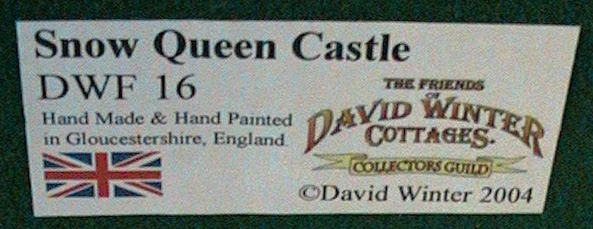 Snow Queen Castle
DWF 16
Hand Made & Hand Painted
in Gloucestershire, England
THE FRIENDS
OF
DAVID WINTER
COTTAGES.
COLLECTORS GUILD
©David Winter 2004